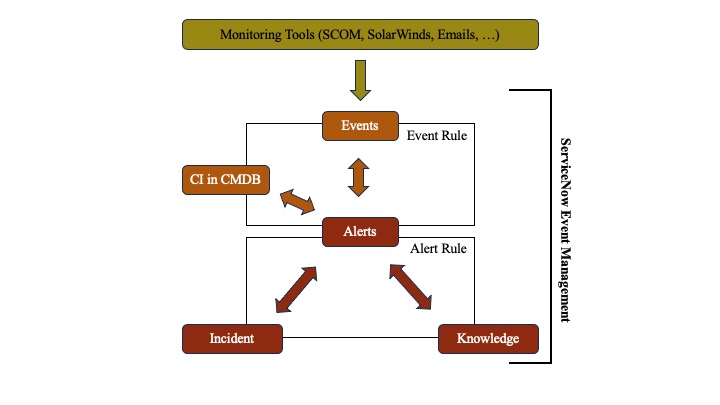 Monitoring Tools (SCOM, SolarWinds, Emails, …)
Events
Event Rule
CI in CMDB
Alerts
Alert Rule
Incident
Knowledge
ServiceNow Event Management